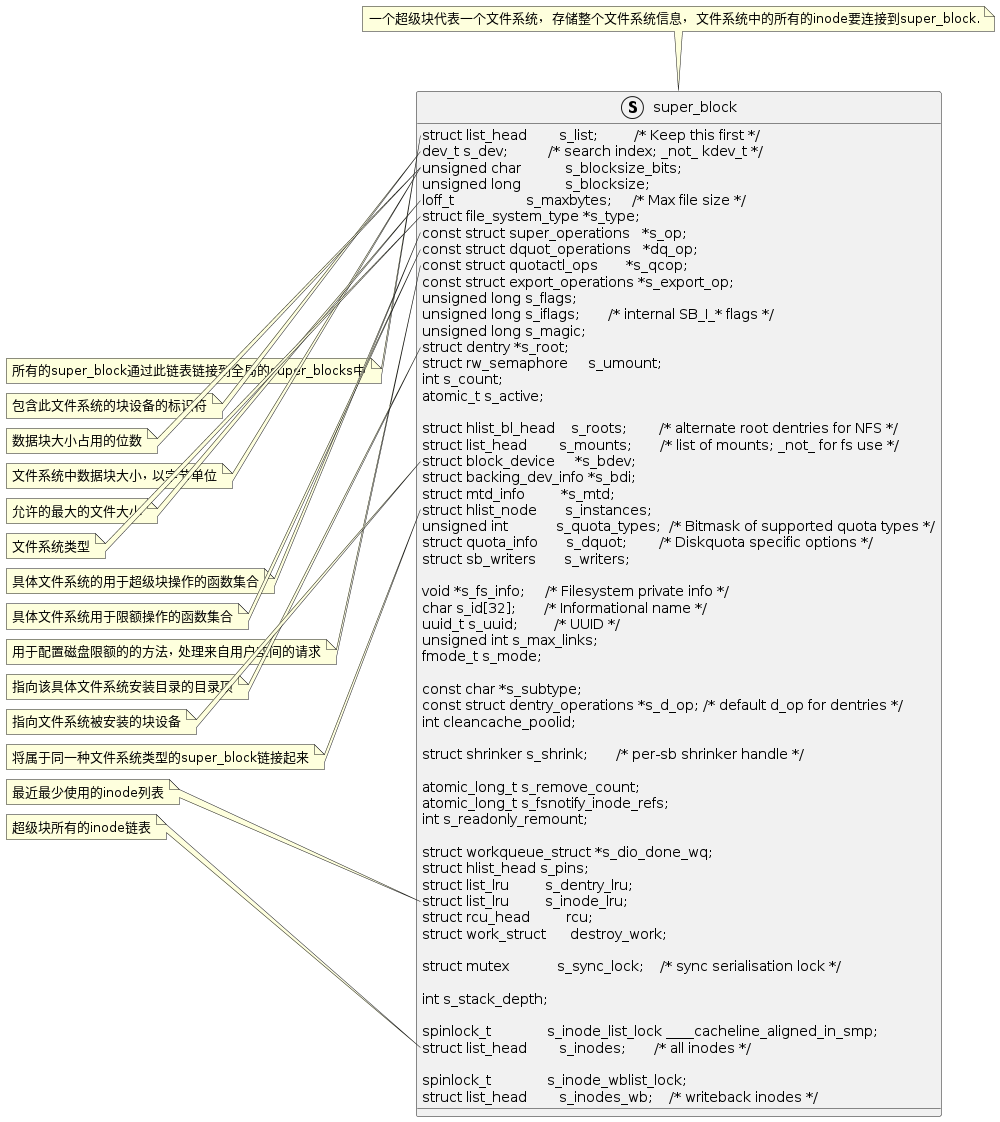 一个超级块代表一个文件系统，存储整个文件系统信息，文件系统中的所有的inode要连接到super_block.
S super_block
struct list_head s_list; /* Keep this first */
dev_t s_dev; /* search index; _not_ kdev_t */
unsigned char s_blocksize_bits;
unsigned long s_blocksize;
loff_t s_maxbytes; /* Max file size */
struct file_system_type *s_type;
const struct super_operations *s_op;
const struct dquot_operations *dq_op;
const struct quotactl_ops *s_qcop;
const struct export_operations *s_export_op;
unsigned long s_flags;
unsigned long s_iflags; /* internal SB_I_* flags */
unsigned long s_magic;
struct dentry *s_root;
struct rw_semaphore s_umount;
int s_count;
atomic_t s_active;
struct hlist_bl_head s_roots; /* alternate root dentries for NFS */
struct list_head s_mounts; /* list of mounts; _not_ for fs use */
struct block_device *s_bdev;
struct backing_dev_info *s_bdi;
struct mtd_info *s_mtd;
struct hlist_node s_instances;
unsigned int s_quota_types; /* Bitmask of supported quota types */
struct quota_info s_dquot; /* Diskquota specific options */
struct sb_writers s_writers;
void *s_fs_info; /* Filesystem private info */
char s_id[32]; /* Informational name */
uuid_t s_uuid; /* UUID */
unsigned int s_max_links;
fmode_t s_mode;
const char *s_subtype;
const struct dentry_operations *s_d_op; /* default d_op for dentries */
int cleancache_poolid;
struct shrinker s_shrink; /* per-sb shrinker handle */
atomic_long_t s_remove_count;
atomic_long_t s_fsnotify_inode_refs;
int s_readonly_remount;
struct workqueue_struct *s_dio_done_wq;
struct hlist_head s_pins;
struct list_lru s_dentry_lru;
struct list_lru s_inode_lru;
struct rcu_head rcu;
struct work_struct destroy_work;
struct mutex s_sync_lock; /* sync serialisation lock */
int s_stack_depth;
spinlock_t s_inode_list_lock ____cacheline_aligned_in_smp;
struct list_head s_inodes; /* all inodes */
spinlock_t s_inode_wblist_lock;
struct list_head s_inodes_wb; /* writeback inodes */
所有的super_block通过此链表链接到全局的super_blocks中
包含此文件系统的块设备的标识符
数据块大小占用的位数
文件系统中数据块大小，以字节单位
允许的最大的文件大小
文件系统类型
具体文件系统的用于超级块操作的函数集合
具体文件系统用于限额操作的函数集合
用于配置磁盘限额的的方法，处理来自用户空间的请求
指向该具体文件系统安装目录的目录项
指向文件系统被安装的块设备
将属于同一种文件系统类型的super_block链接起来
最近最少使用的inode列表
超级块所有的inode链表